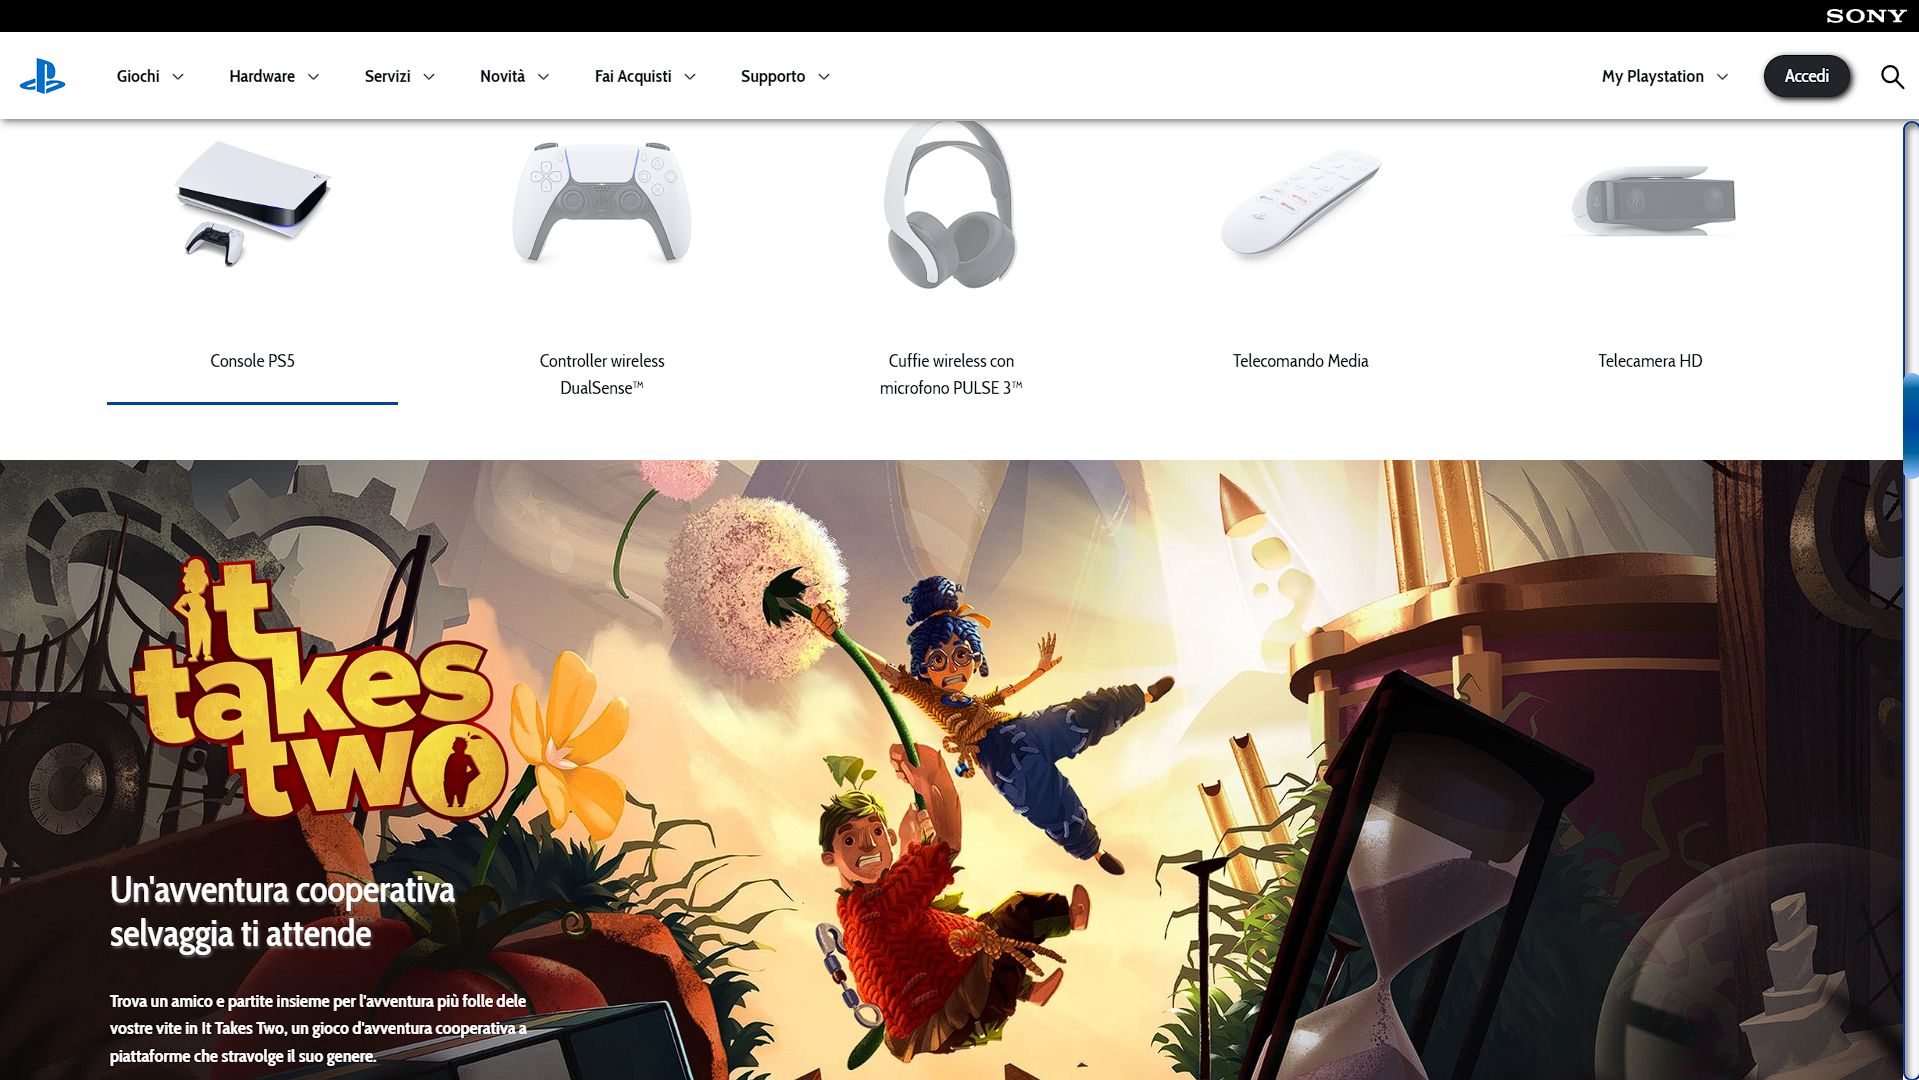 SONY
Giochi Hardware Servizi Novità Fai Acquisti Supporto My Playstation Accedi
Console PS5
Controller wireless
DualSense™
Cuffie wireless con
microfono PULSE 3™
Telecomando Media
Telecamera HD
it
takes
two
Un'avventura cooperativa
selvaggia ti attende
Trova un amico e partite insieme per l'avventura più folle dele
vostre vite in It Takes Two, un gioco d'avventura cooperativa a
piattaforme che stravolge il suo genere.